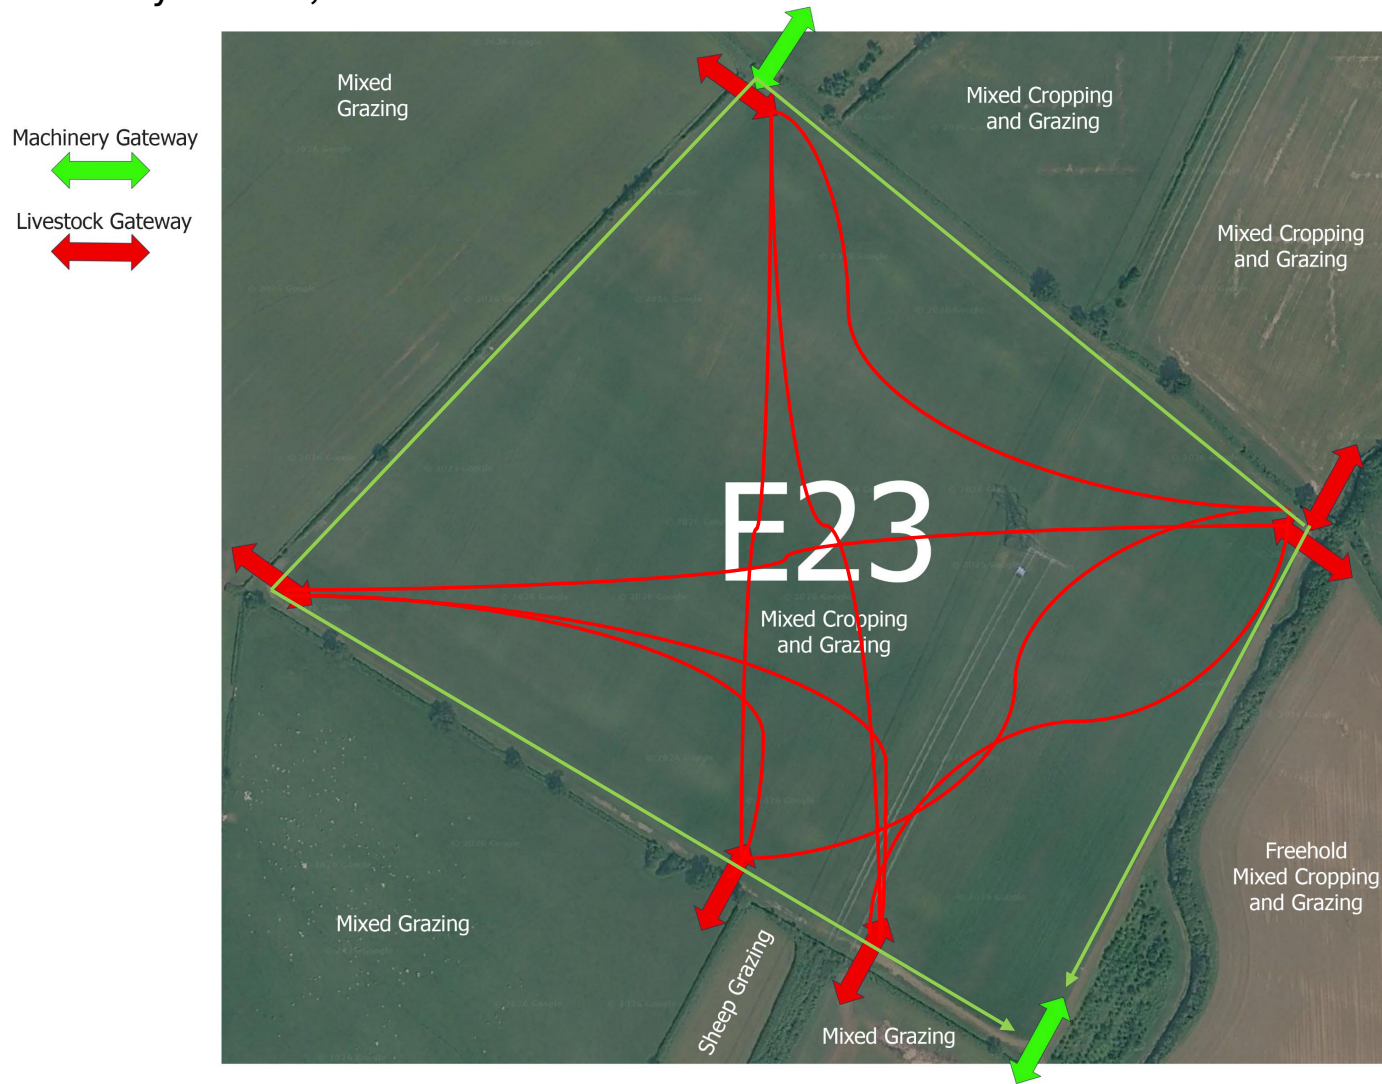 Mixed
Grazing
Mixed Cropping
and Grazing
Machinery Gateway
Livestock Gateway
Mixed Cropping
and Grazing
E23
Mixed Cropping
and Grazing
Freehold
Mixed Cropping
and Grazing
Mixed Grazing
Sheep Grazing
Mixed Grazing